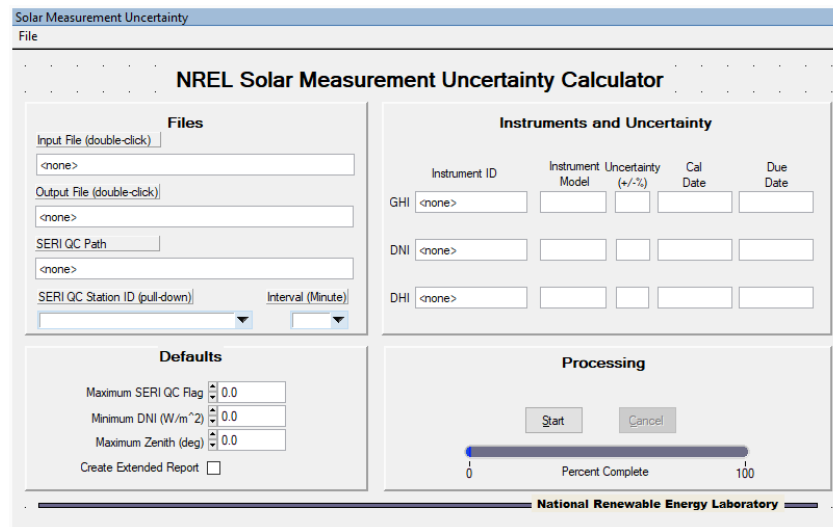 Solar Measurement Uncertainty
File
NREL Solar Measurement Uncertainty Calculator
Files
Input File (double-click)
<none>
Output File (double-click)
<none>
SERI QC Path
<none>
SERI QC Station ID (pull-down) Interval (Minute)
Instruments and Uncertainty
Instrument ID Instrument Model Uncertainty (+/-%) Cal Date Due Date
GHI <none>
DNI <none>
DHI <none>
Defaults
Maximum SERI QC Flag 0.0
Minimum DNI (W/m^2) 0.0
Maximum Zenith (deg) 0.0
Create Extended Report
Processing
Start Cancel
0 Percent Complete 100
National Renewable Energy Laboratory